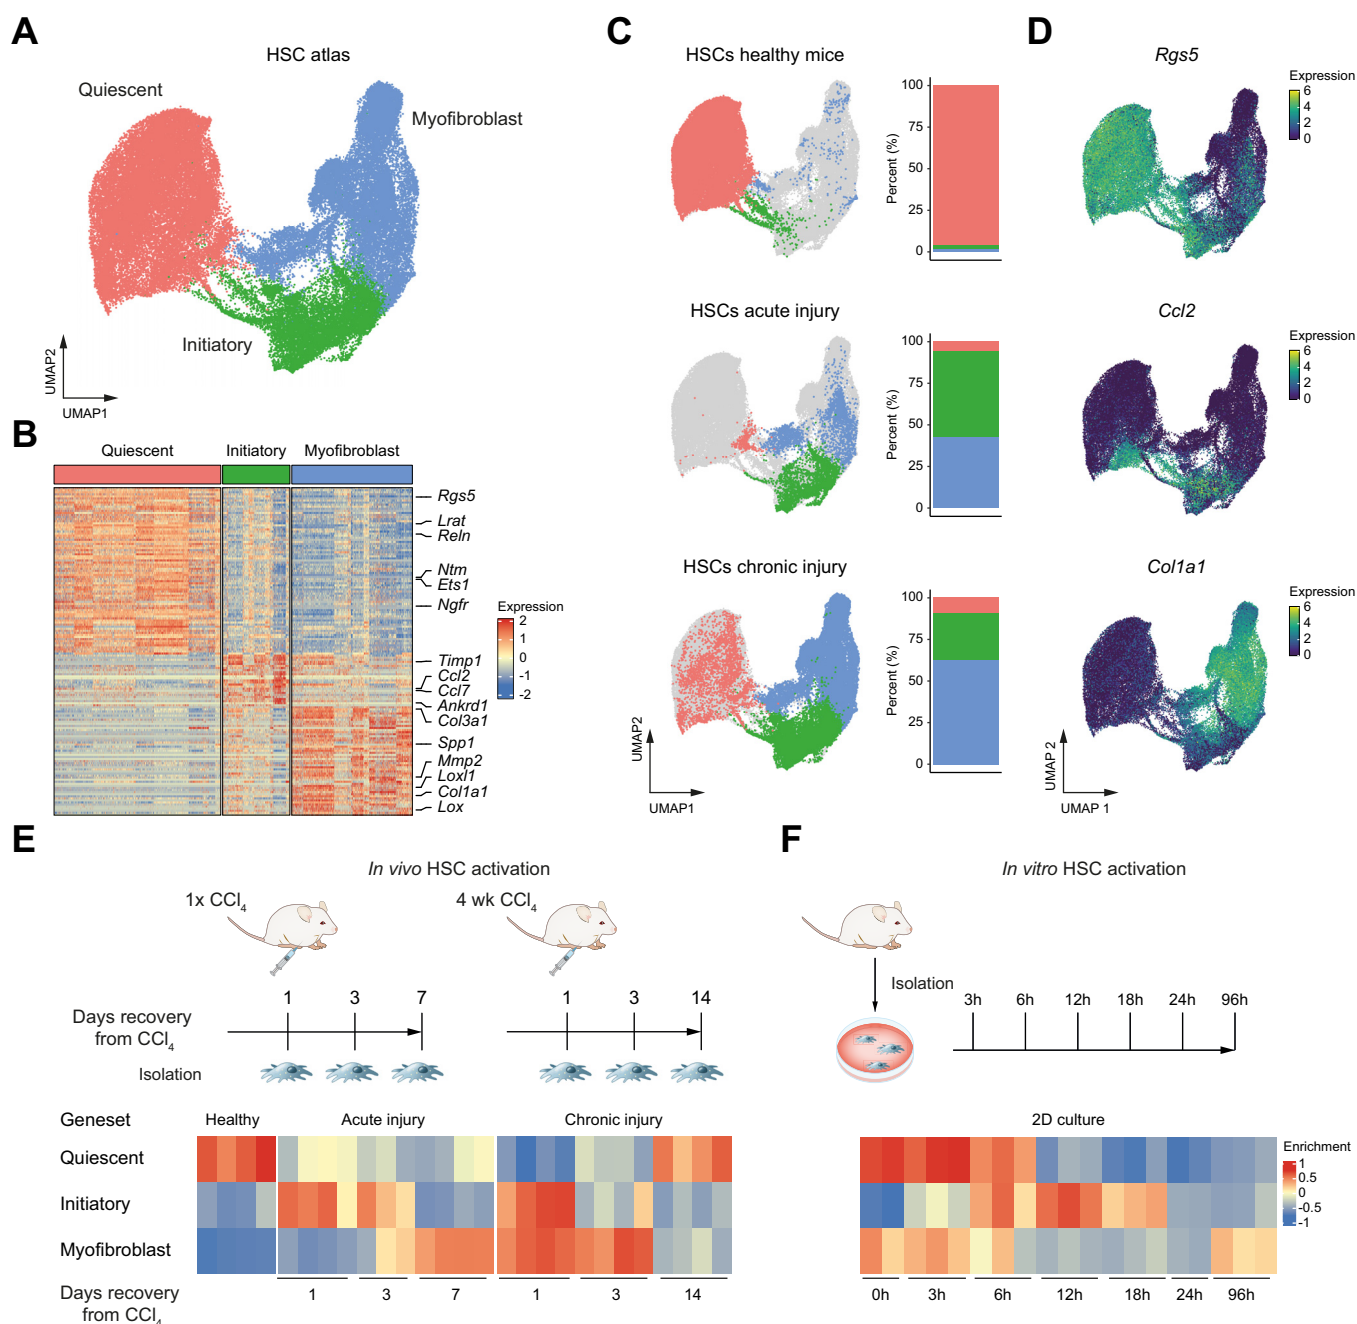 A
HSC atlas
Quiescent
Myofibroblast
Initiatory
UMAP2
UMAP1
B
Quiescent
Initiatory
Myofibroblast
Rgs5
Lrat
Reln
Ntm
Ets1
Ngfr
Timp1
Ccl2
Ccl7
Ankrd1
Col3a1
Spp1
Mmp2
Loxl1
Col1a1
Lox
Expression
2
1
0
-1
-2
C
HSCs healthy mice
100
75
50
25
0
Percent (%)
HSCs acute injury
100
75
50
25
0
Percent (%)
HSCs chronic injury
100
75
50
25
0
Percent (%)
UMAP2
UMAP1
D
Rgs5
Expression
6
4
2
0
Ccl2
Expression
6
4
2
0
Col1a1
Expression
6
4
2
0
UMAP 2
UMAP 1
E
In vivo HSC activation
1x CCl4
4 wk CCl4
1 3 7
1 3 14
Days recovery
from CCl4
Isolation
Geneset
Healthy
Acute injury
Chronic injury
Quiescent
Initiatory
Myofibroblast
Days recovery
from CCl4
1 3 7 1 3 14
F
In vitro HSC activation
Isolation
3h 6h 12h 18h 24h 96h
2D culture
Enrichment
1
0.5
0
-0.5
-1
0h 3h 6h 12h 18h 24h 96h